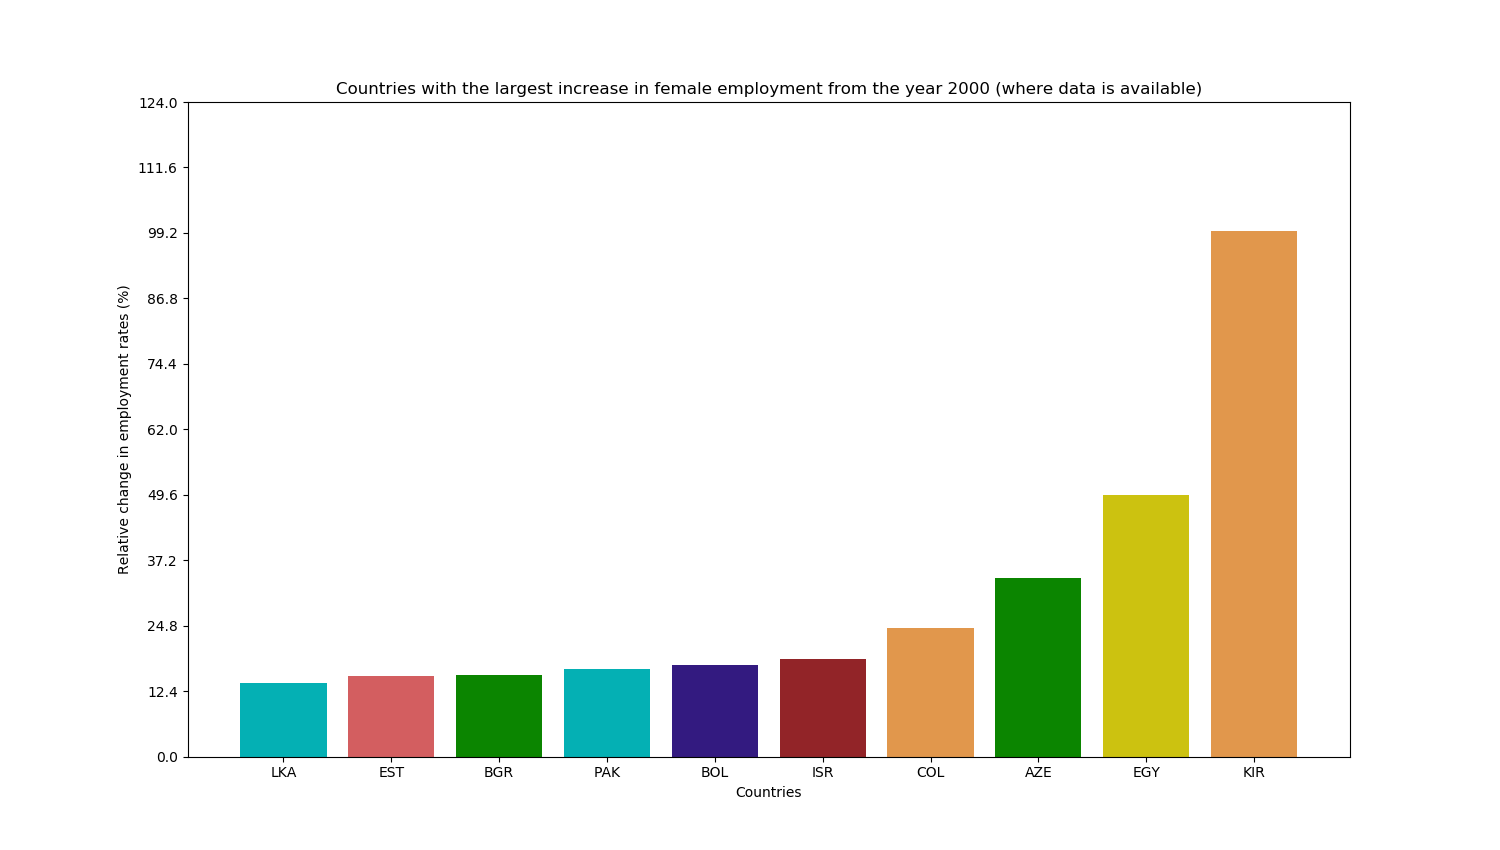 Countries with the largest increase in female employment from the year 2000 (where data is available)
124.0
111.6
99.2
86.8
74.4
62.0
49.6
37.2
24.8
12.4
0.0
Relative change in employment rates (%)
LKA EST BGR PAK BOL ISR COL AZE EGY KIR
Countries